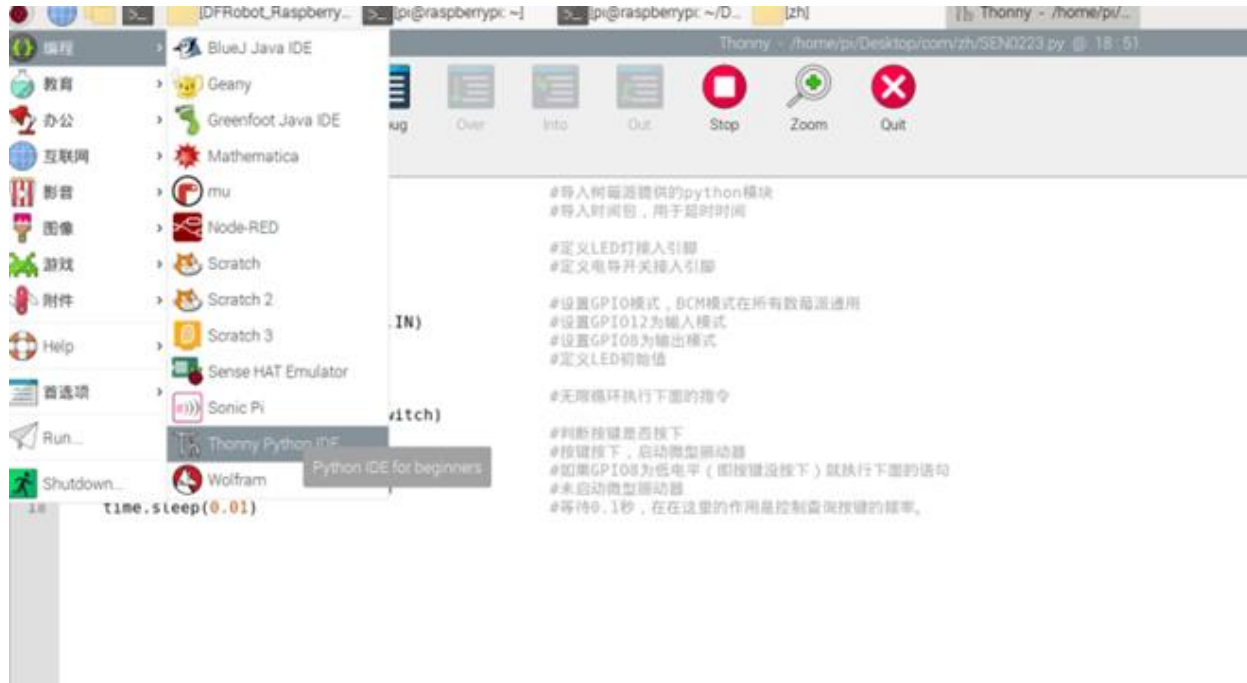 [DFRobot_Raspberry... [pi@raspberrypi: ~] [pi@raspberrypi: ~/D... [zh] Thonny - /home/pi/...
编程 BlueJ Java IDE Thonny - /home/pi/Desktop/com/zh/SEN0223.py @ 18:51
教育 Geany
办公 Greenfoot Java IDE ug Over Into Out Stop Zoom Quit
互联网 Mathematica
影音 mu #导入树莓派提供的python模块
#导入时间包，用于延时时间
图像 Node-RED
#定义LED灯接入引脚
游戏 Scratch #定义电导开关接入引脚
附件 Scratch 2 #设置GPIO模式，BCM模式在所有数莓派通用
IN) #设置GPIO12为输入模式
Help Scratch 3 #设置GPIO8为输出模式
#定义LED初始值
Sense HAT Emulator
首选项 #无限循环执行下面的指令
Sonic Pi witch)
Run... #判断按键是否按下
Thonny Python IDE #按键按下，启动微型振动器
Python IDE for beginners #如果GPIO8为低电平（即按键没按下）就执行下面的语句
Shutdown... Wolfram ) #未启动微型振动器
18 time.sleep(0.01) #等待0.1秒，在在这里的作用是控制查询按键的频率。